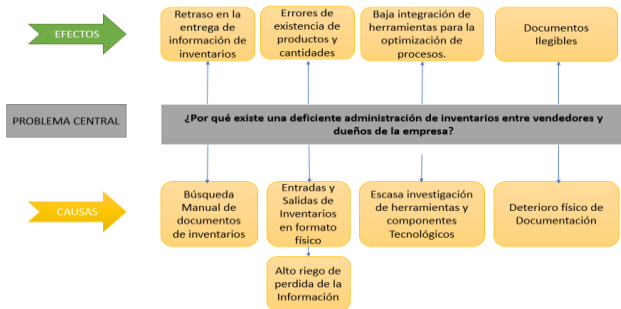 EFECTOS
Retraso en la
entrega de
información de
inventarios
Errores de
existencia de
productos y
cantidades
Baja integración de
herramientas para la
optimización de
procesos.
Documentos
Ilegibles
PROBLEMA CENTRAL
¿Por qué existe una deficiente administración de inventarios entre vendedores y
dueños de la empresa?
CAUSAS
Búsqueda
Manual de
documentos
de inventarios
Entradas y
Salidas de
Inventarios
en formato
físico
Escasa investigación
de herramientas y
componentes
Tecnológicos
Deterioro físico de
Documentación
Alto riego de
perdida de la
Información